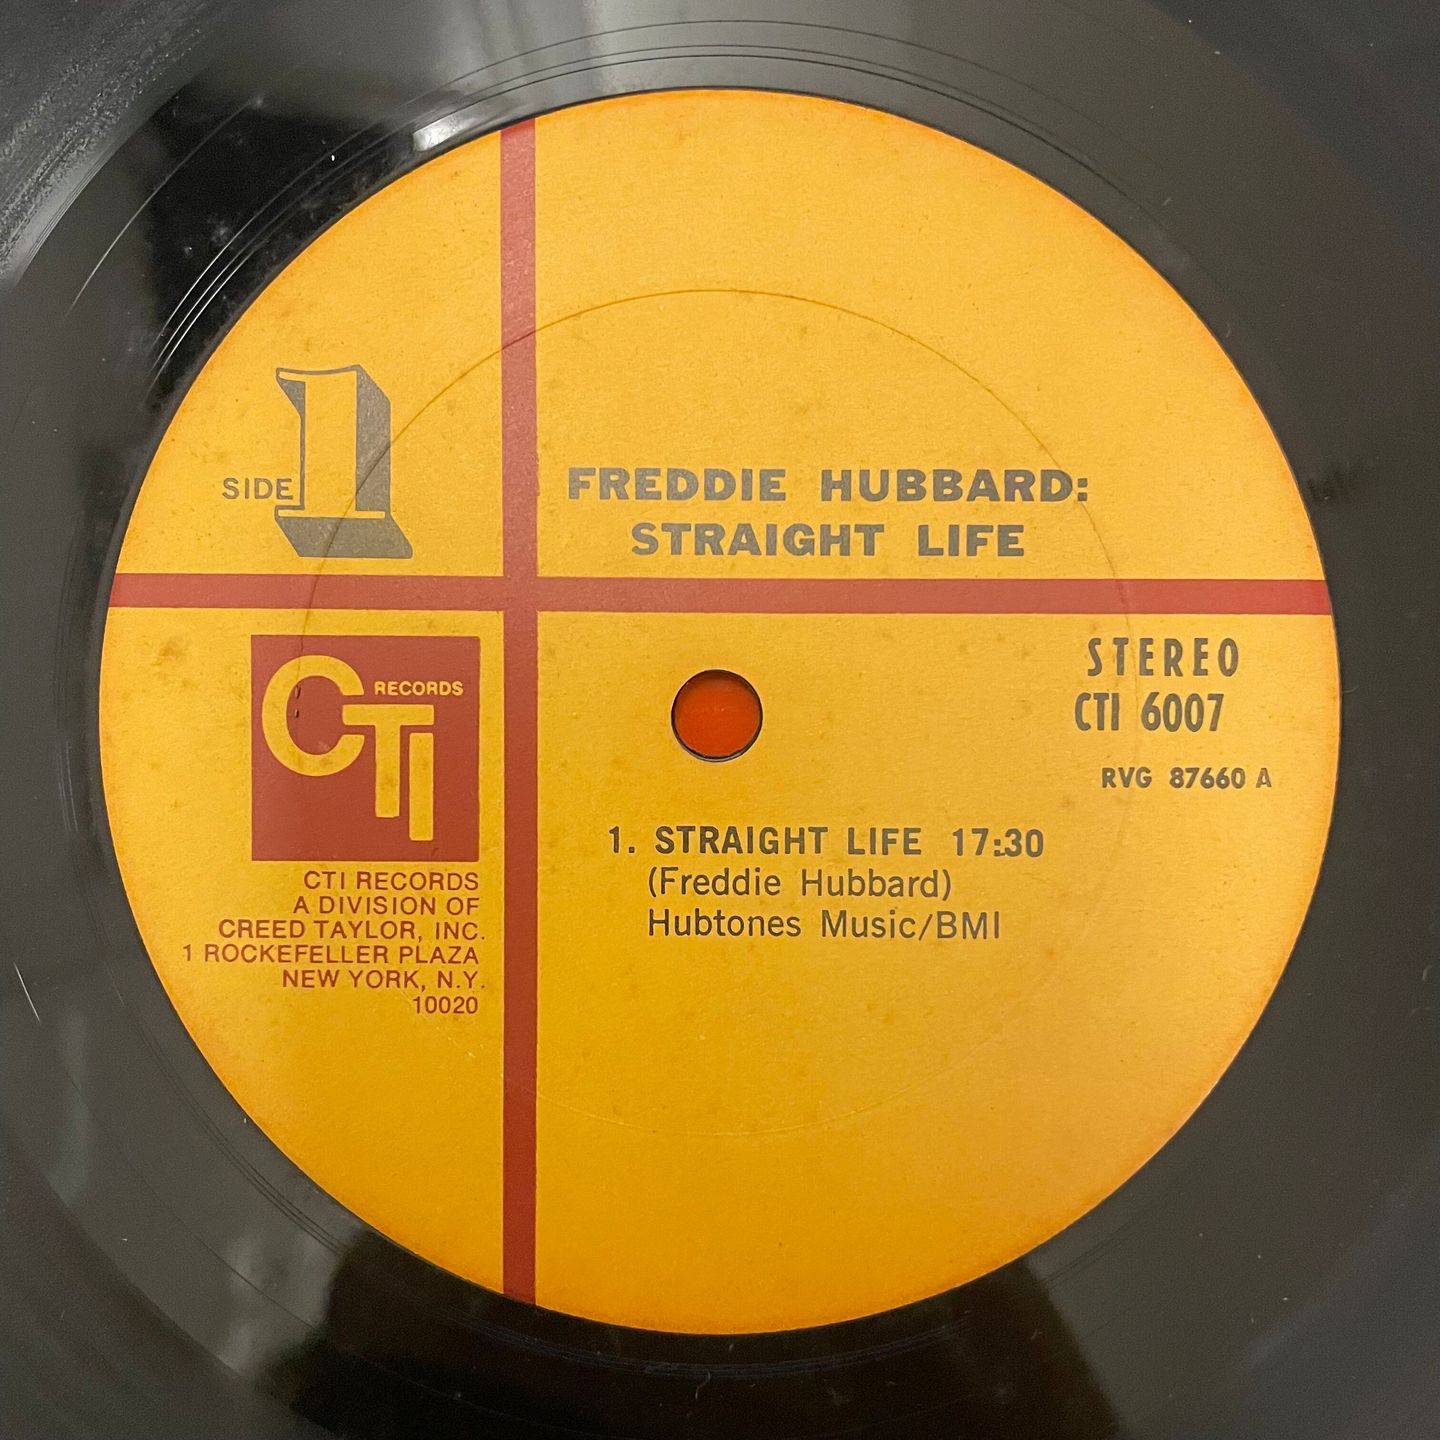 SIDE 1
FREDDIE HUBBARD:
STRAIGHT LIFE
CTI RECORDS
STEREO
CTI 6007
RVG 87660 A
1. STRAIGHT LIFE 17:30
(Freddie Hubbard)
Hubtones Music/BMI
CTI RECORDS
A DIVISION OF
CREED TAYLOR, INC.
1 ROCKEFELLER PLAZA
NEW YORK, N.Y.
10020